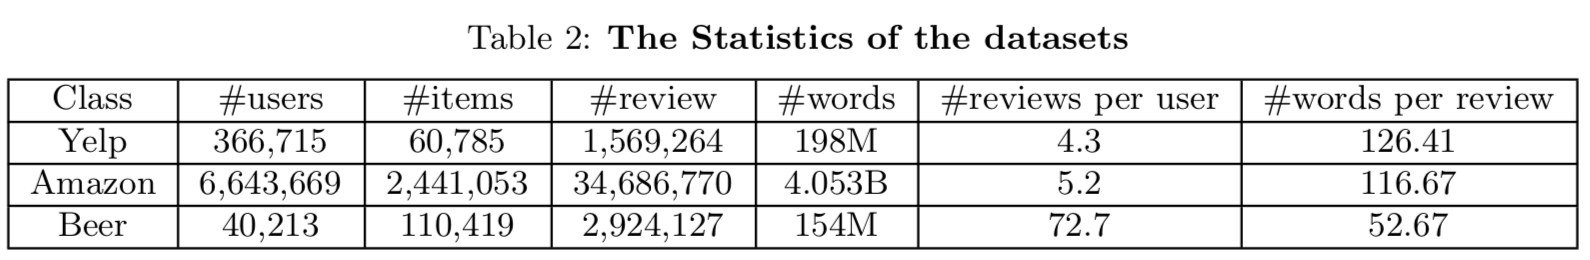 Table 2: The Statistics of the datasets
Class #users #items #review #words #reviews per user #words per review
Yelp 366,715 60,785 1,569,264 198M 4.3 126.41
Amazon 6,643,669 2,441,053 34,686,770 4.053B 5.2 116.67
Beer 40,213 110,419 2,924,127 154M 72.7 52.67